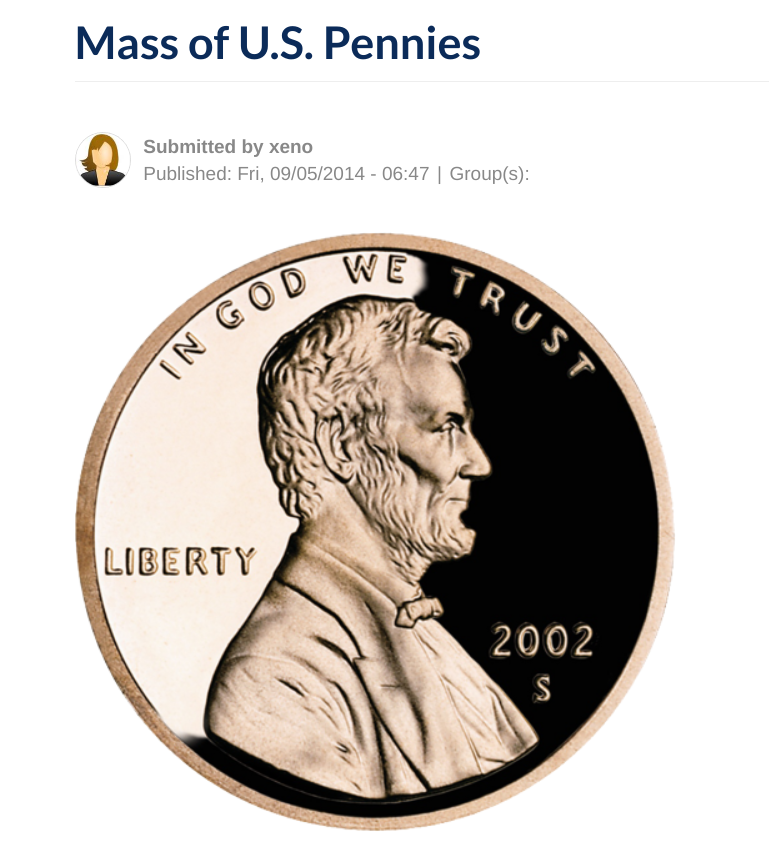 Mass of U.S. Pennies
Submitted by xeno
Published: Fri, 09/05/2014 - 06:47 | Group(s):
IN GOD WE TRUST
LIBERTY
2002
S